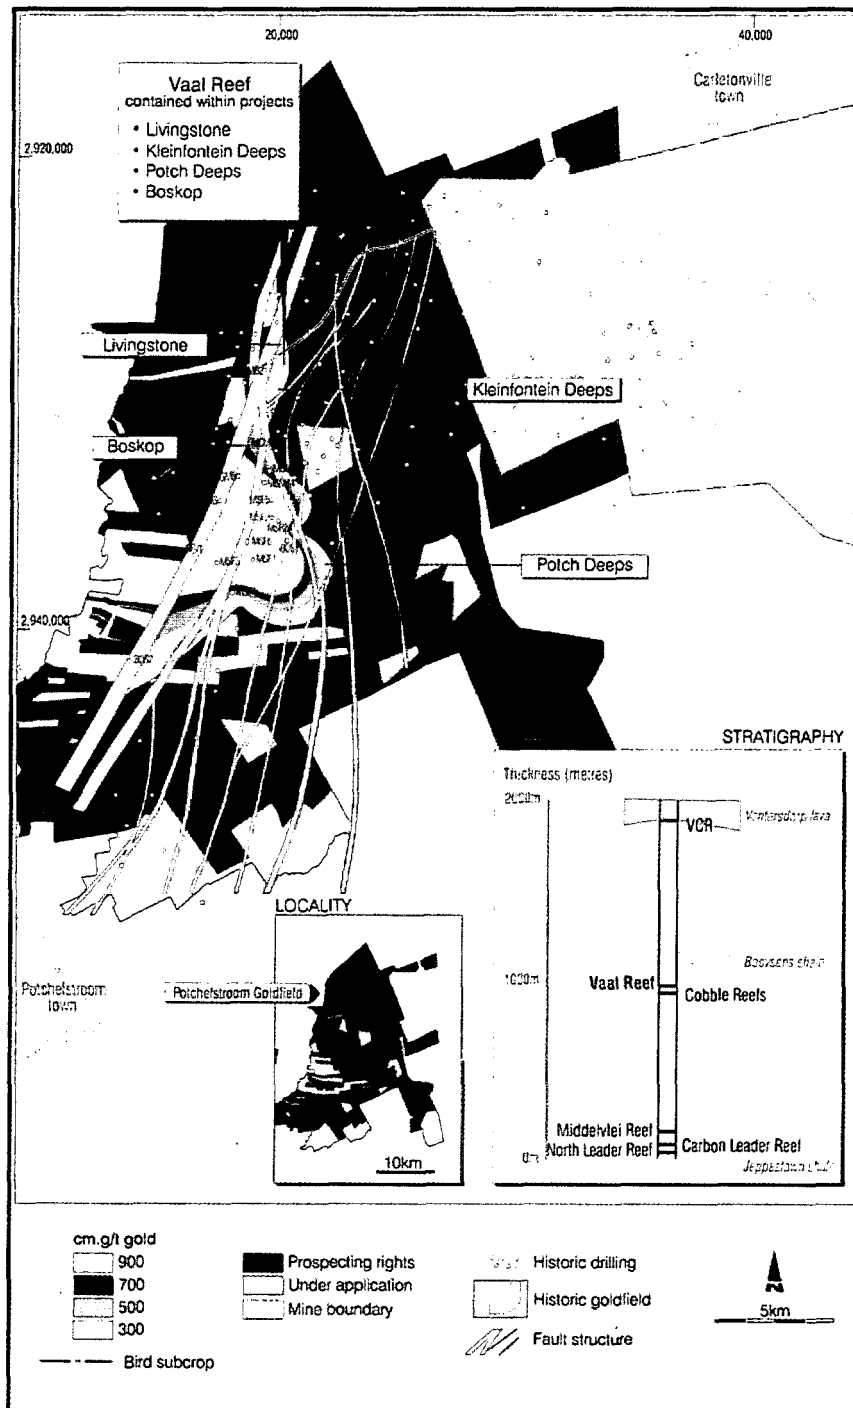 20,000
40,000
Vaal Reef
contained within projects
• Livingstone
• Kleinfontein Deeps
• Potch Deeps
• Boskop
Carletonville
town
2,920,000
Livingstone
Kleinfontein Deeps
Boskop
Potch Deeps
2,940,000
STRATIGRAPHY
Thickness (metres)
2000m
Ventersdorp lava
VCR
LOCALITY
Booysens shale
1000m
Vaal Reef
Cobble Reefs
Potchefstroom
town
Potchefstroom Goldfield
Middelvlei Reef
North Leader Reef
Carbon Leader Reef
0m
Jeppestown shale
10km
cm.g/t gold
900
700
500
300
Bird subcrop
Prospecting rights
Under application
Mine boundary
Historic drilling
Historic goldfield
Fault structure
N
5km